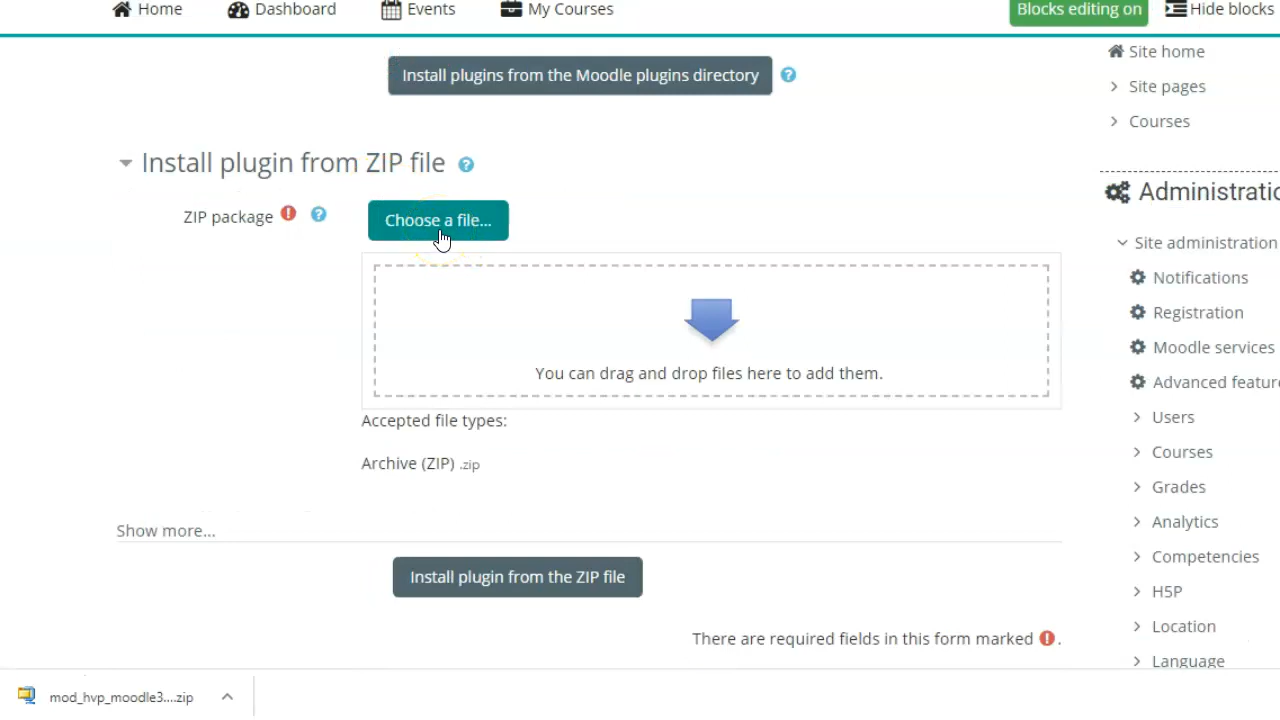 Home Dashboard Events My Courses Blocks editing on Hide blocks
Install plugins from the Moodle plugins directory
Install plugin from ZIP file
ZIP package
Choose a file...
You can drag and drop files here to add them.
Accepted file types:
Archive (ZIP) .zip
Show more...
Install plugin from the ZIP file
There are required fields in this form marked .
Site home
Site pages
Courses
Administratio
Site administration
Notifications
Registration
Moodle services
Advanced feature
Users
Courses
Grades
Analytics
Competencies
H5P
Location
Language
mod_hvp_moodle3....zip